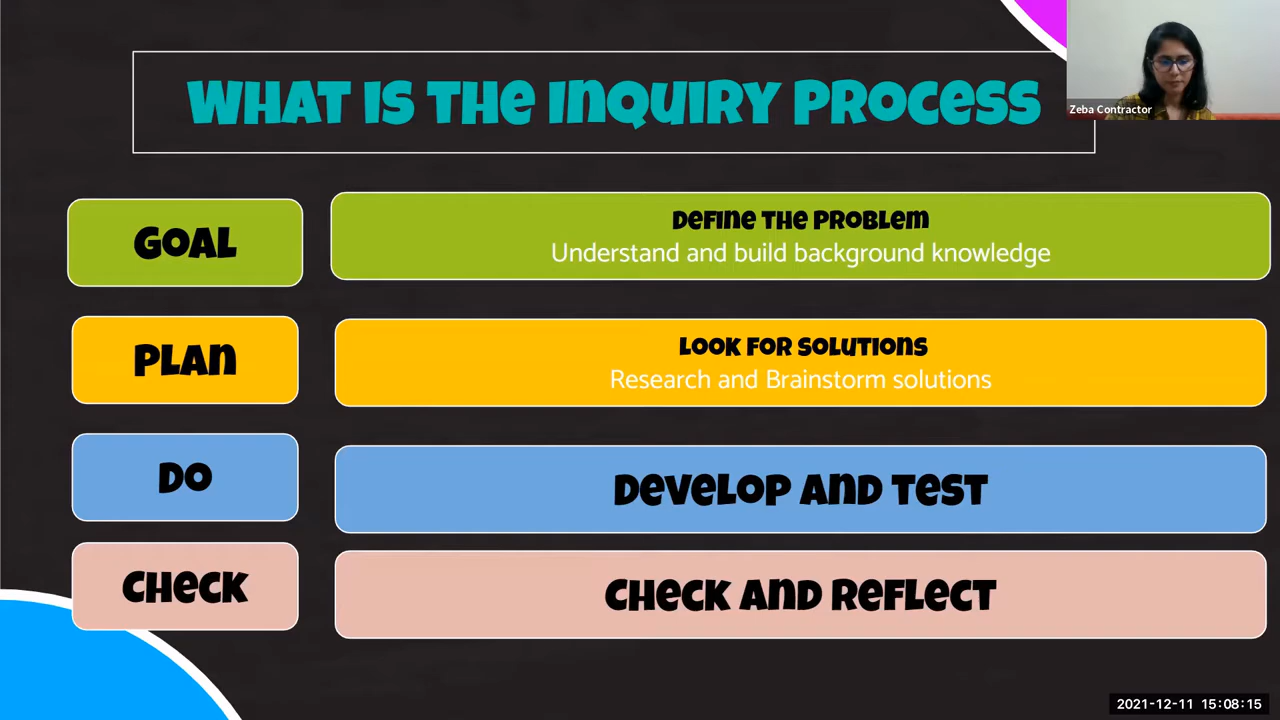 WHAT IS THE INQUIRY PROCESS
Zeba Contractor
GOAL
DEFINE THE PROBLEM
Understand and build background knowledge
PLAN
LOOK FOR SOLUTIONS
Research and Brainstorm solutions
DO
DEVELOP AND TEST
CHECK
CHECK AND REFLECT
2021-12-11 15:08:15